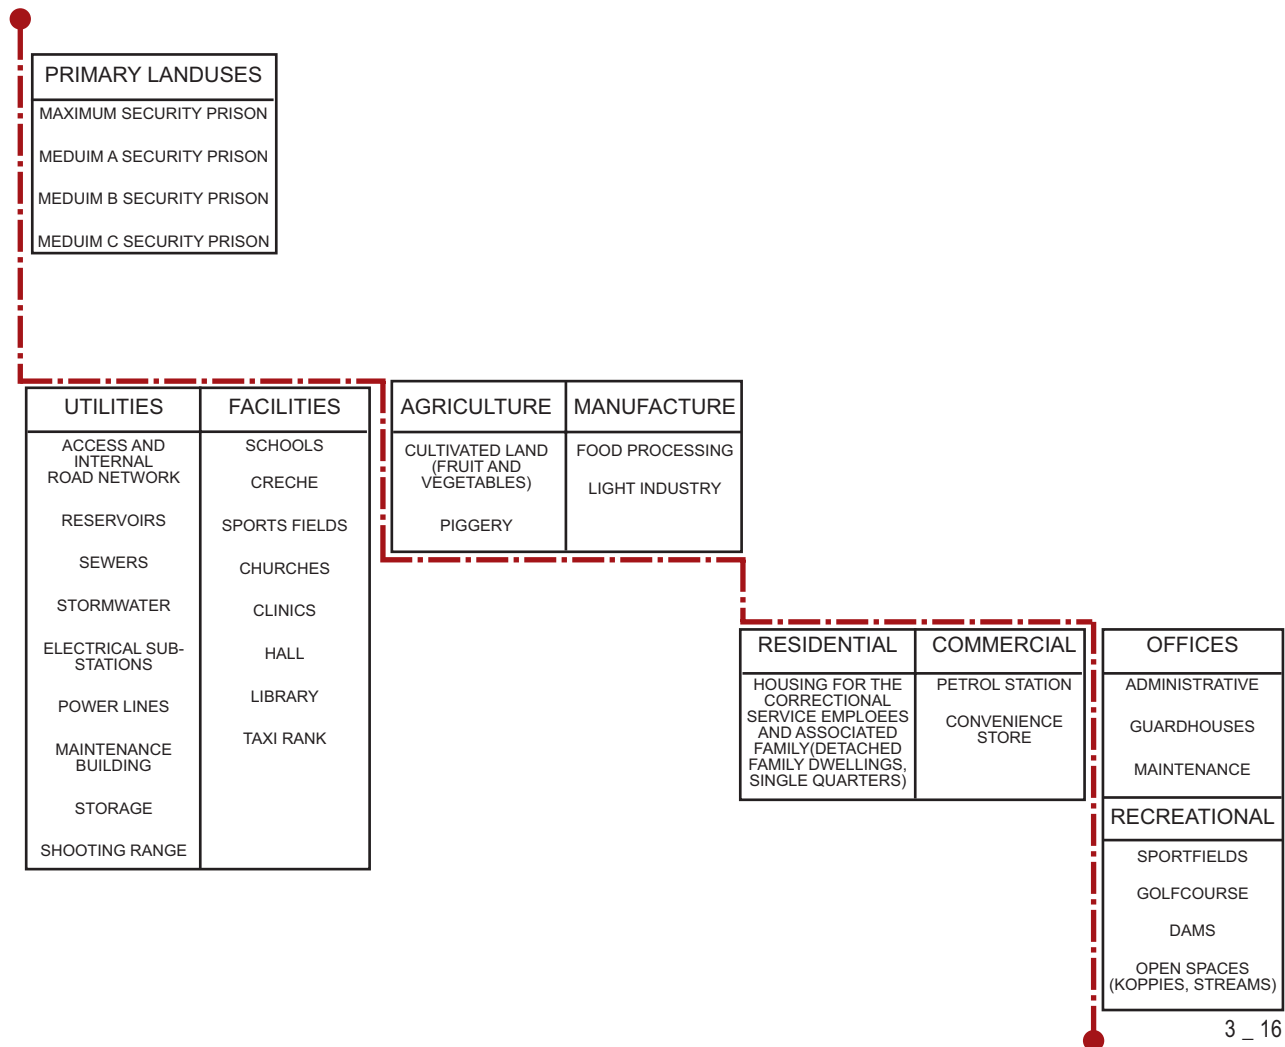 PRIMARY LANDUSES
MAXIMUM SECURITY PRISON
MEDUIM A SECURITY PRISON
MEDUIM B SECURITY PRISON
MEDUIM C SECURITY PRISON
UTILITIES
ACCESS AND
INTERNAL
ROAD NETWORK
RESERVOIRS
SEWERS
STORMWATER
ELECTRICAL SUB-
STATIONS
POWER LINES
MAINTENANCE
BUILDING
STORAGE
SHOOTING RANGE
FACILITIES
SCHOOLS
CRECHE
SPORTS FIELDS
CHURCHES
CLINICS
HALL
LIBRARY
TAXI RANK
AGRICULTURE
CULTIVATED LAND
(FRUIT AND
VEGETABLES)
PIGGERY
MANUFACTURE
FOOD PROCESSING
LIGHT INDUSTRY
RESIDENTIAL
HOUSING FOR THE
CORRECTIONAL
SERVICE EMPLOEES
AND ASSOCIATED
FAMILY(DETACHED
FAMILY DWELLINGS,
SINGLE QUARTERS)
COMMERCIAL
PETROL STATION
CONVENIENCE
STORE
OFFICES
ADMINISTRATIVE
GUARDHOUSES
MAINTENANCE
RECREATIONAL
SPORTFIELDS
GOLFCOURSE
DAMS
OPEN SPACES
(KOPPIES, STREAMS)
3 _ 16